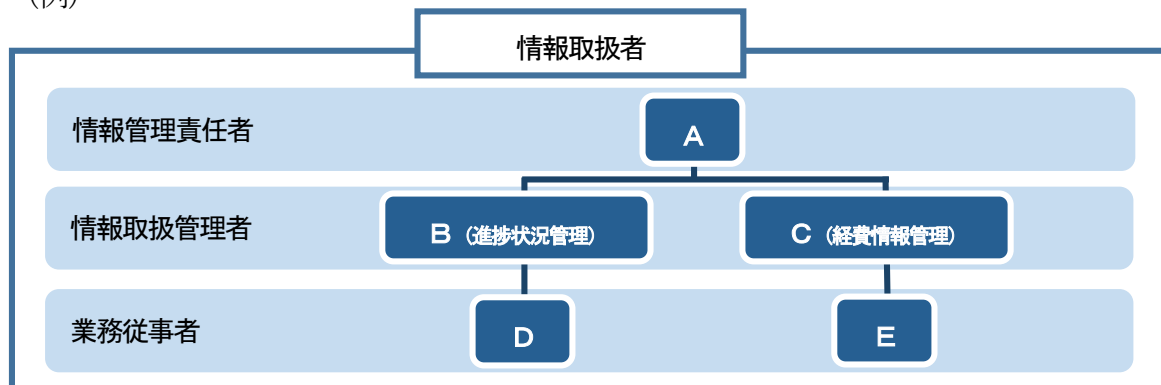 (例)
情報取扱者
情報管理責任者
A
情報取扱管理者
B(進捗状況管理)
C(経費情報管理)
業務従事者
D
E